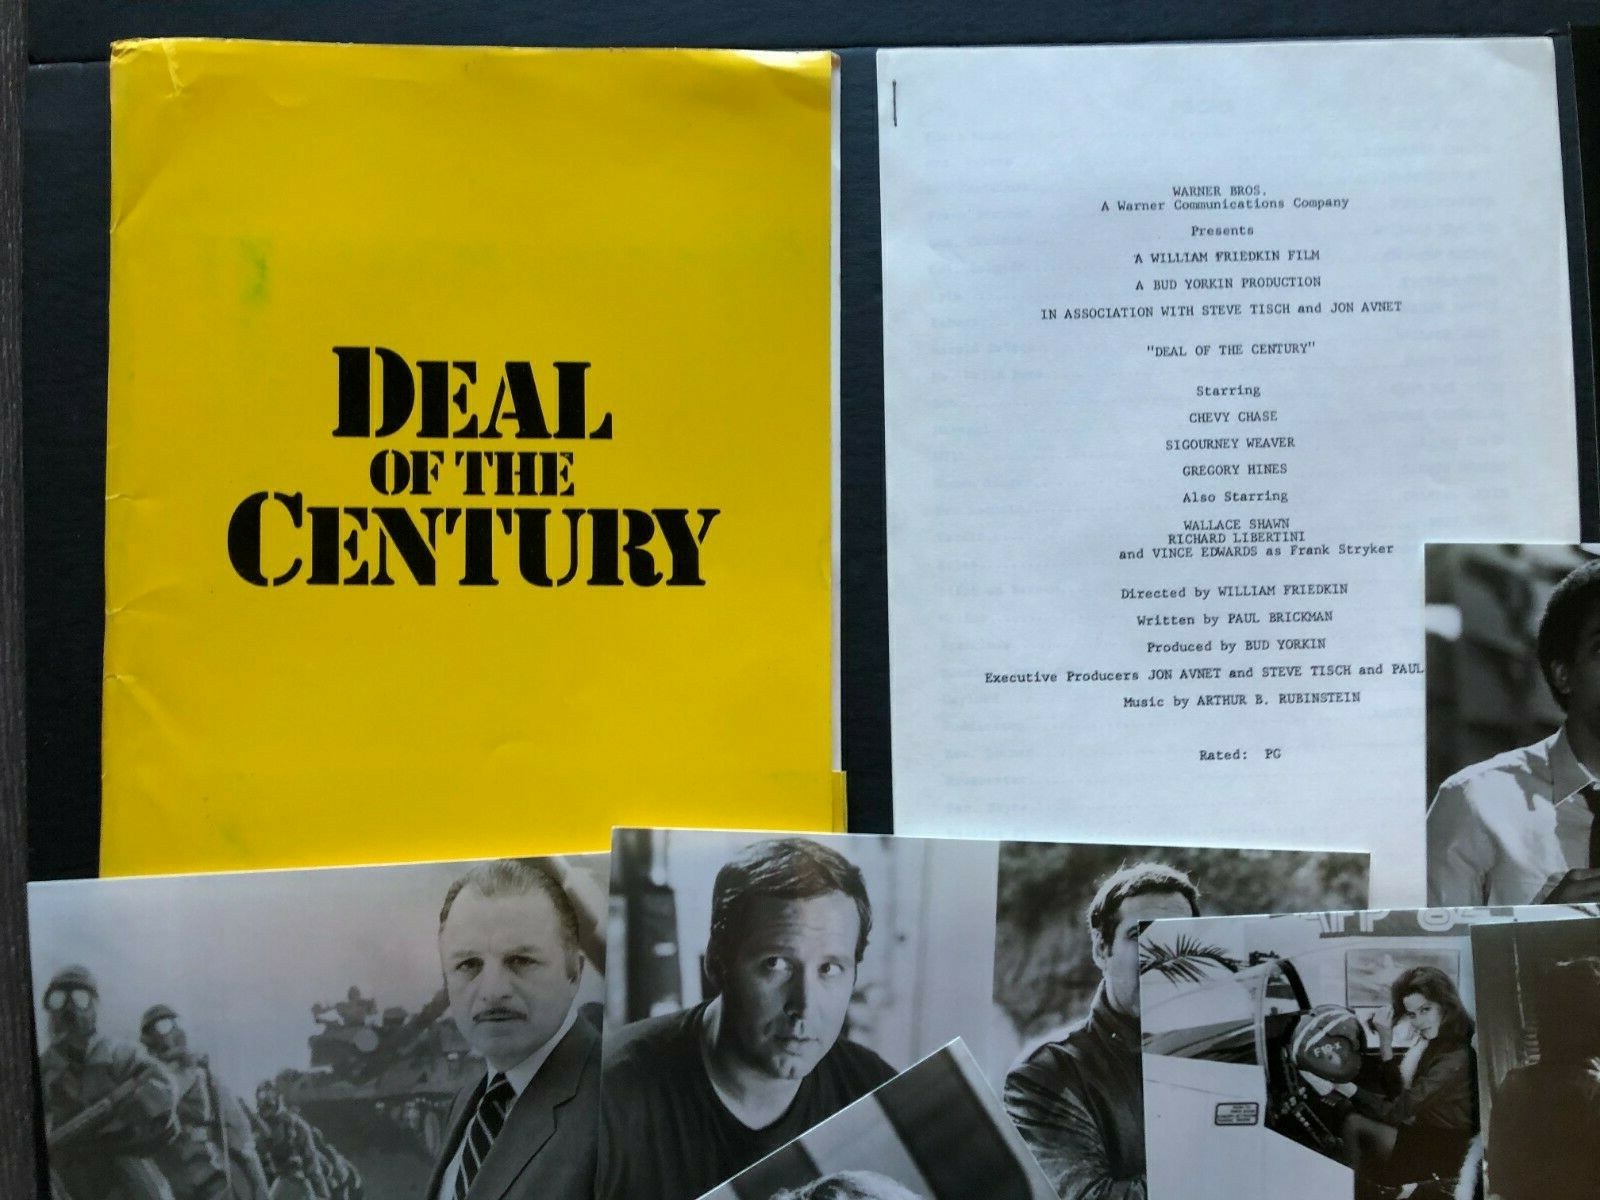 DEAL
OF THE
CENTURY
WARNER BROS.
A Warner Communications Company
Presents
A WILLIAM FRIEDKIN FILM
A BUD YORKIN PRODUCTION
IN ASSOCIATION WITH STEVE TISCH and JON AVNET
"DEAL OF THE CENTURY"
Starring
CHEVY CHASE
SIGOURNEY WEAVER
GREGORY HINES
Also Starring
WALLACE SHAWN
RICHARD LIBERTINI
and VINCE EDWARDS as Frank Stryker
Directed by WILLIAM FRIEDKIN
Written by PAUL BRICKMAN
Produced by BUD YORKIN
Executive Producers JON AVNET and STEVE TISCH and PAUL
Music by ARTHUR B. RUBINSTEIN
Rated: PG